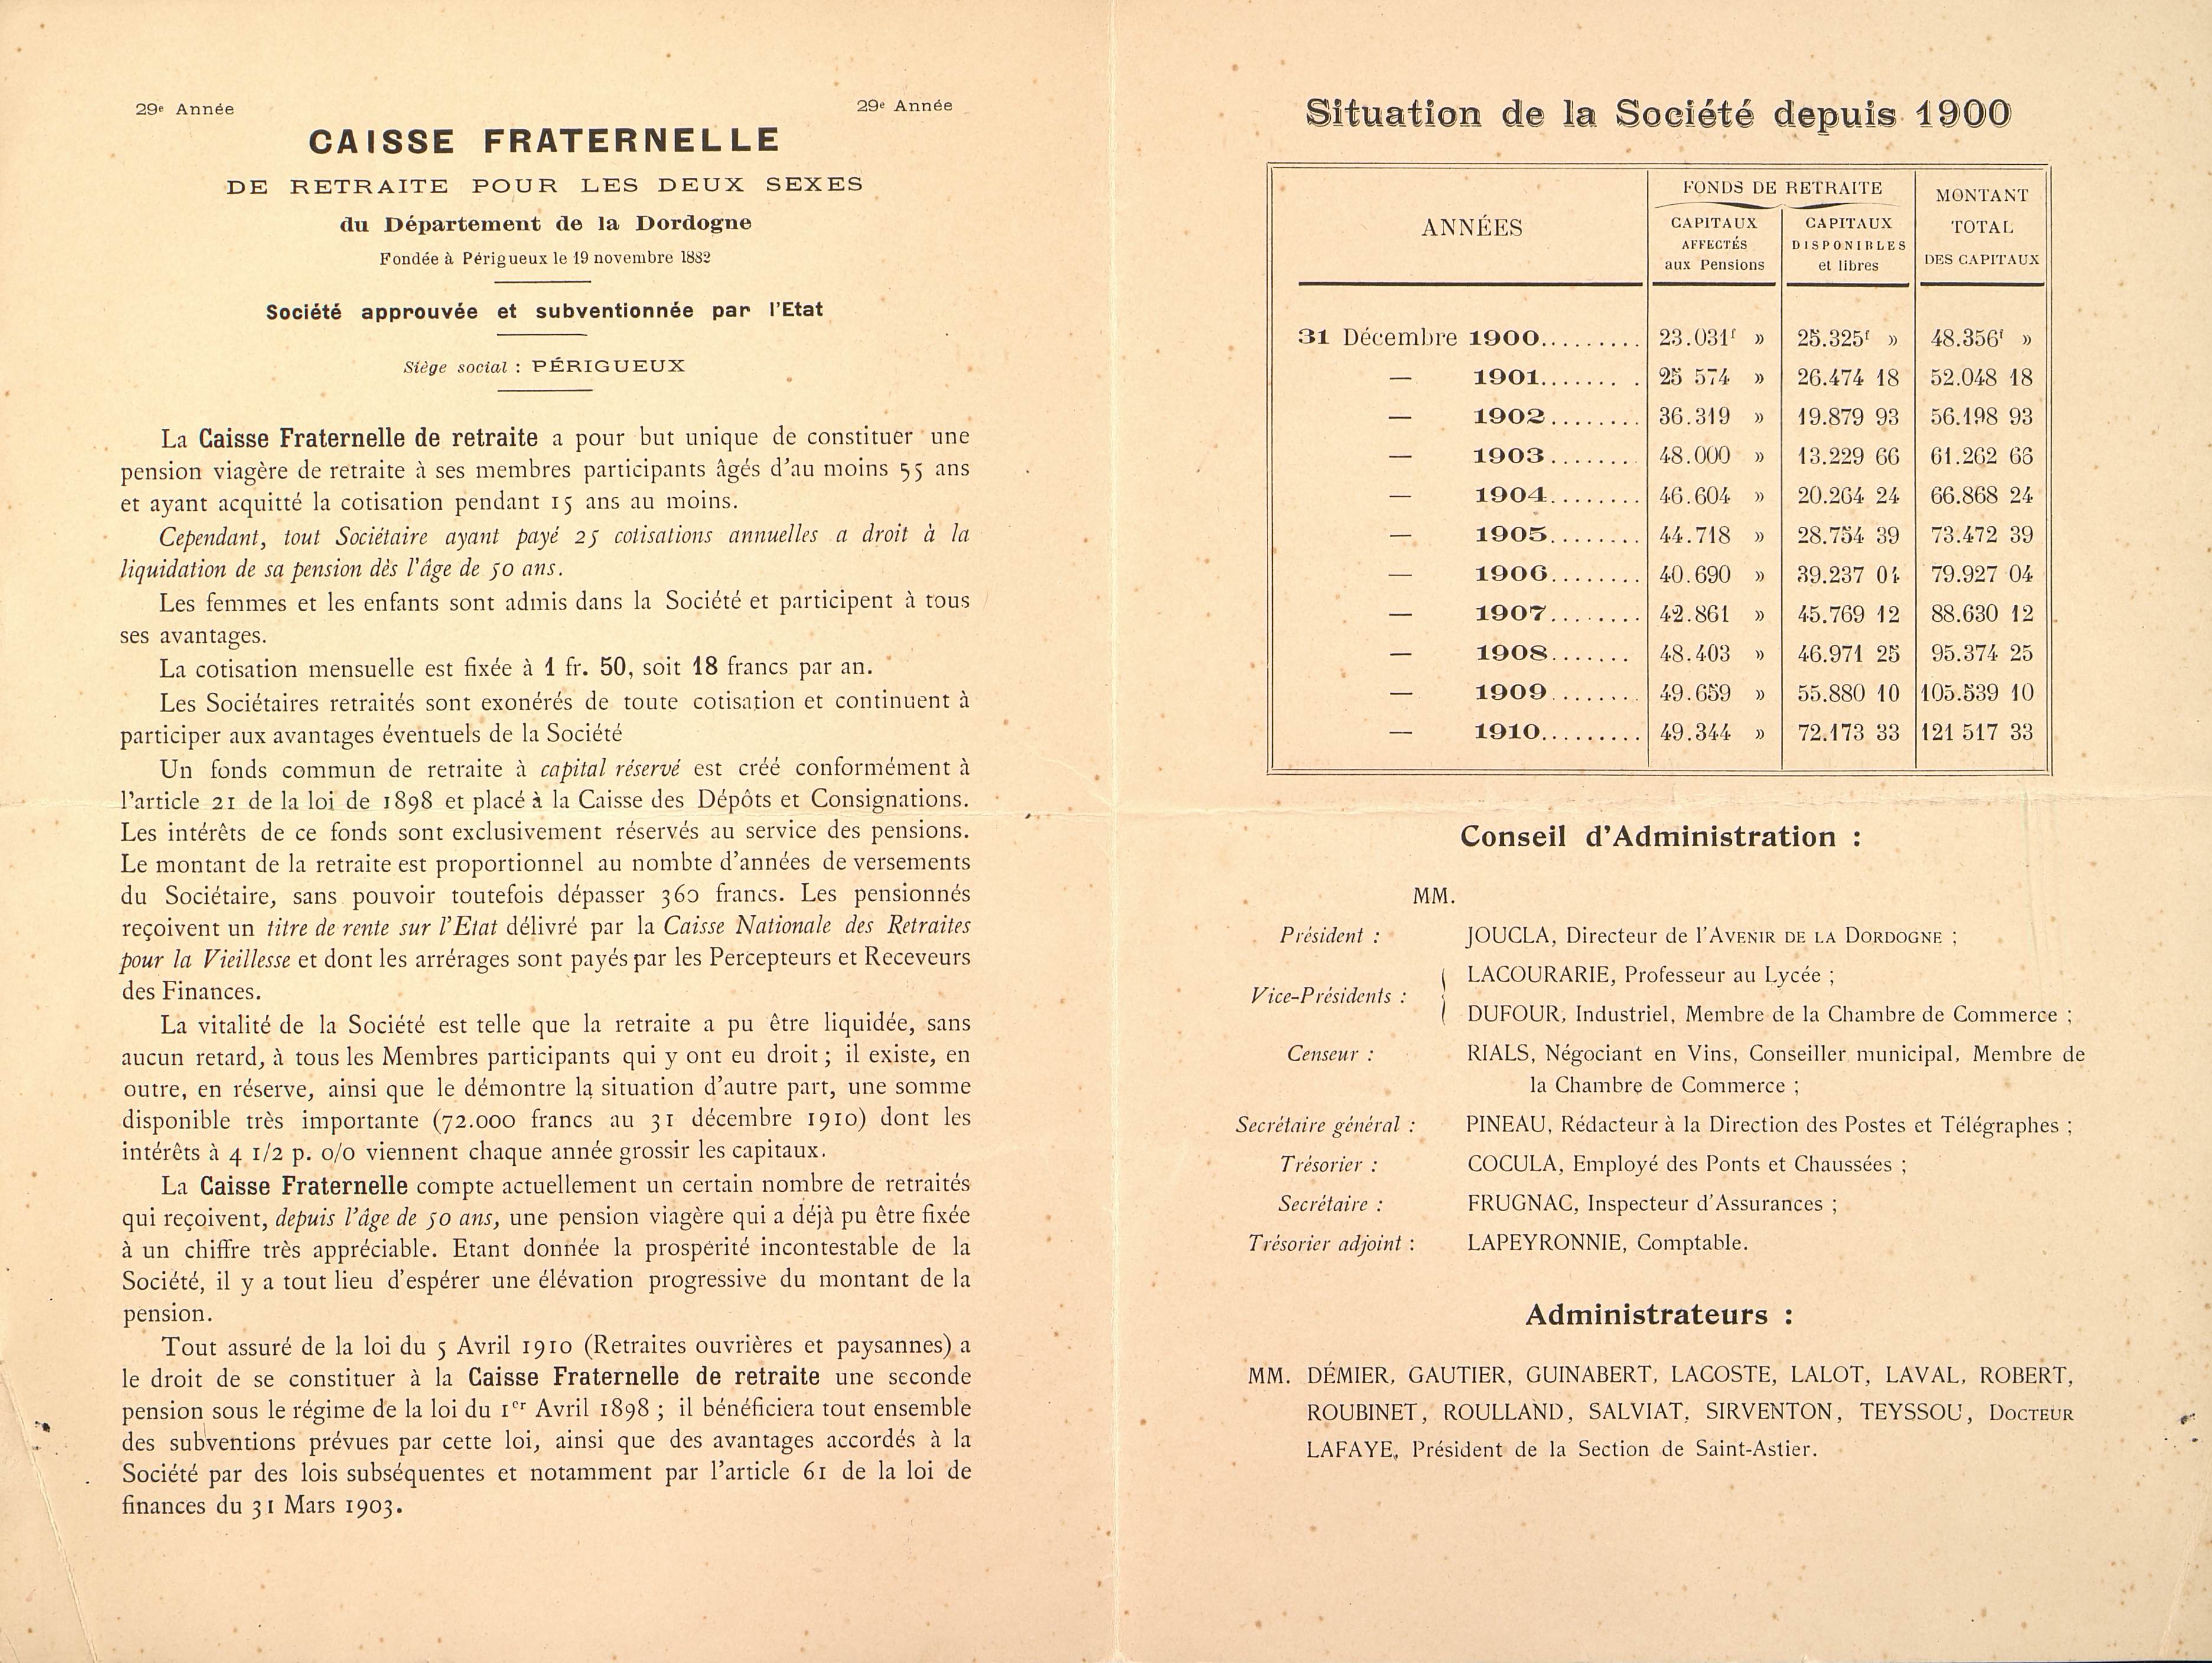 29e Année
29e Année
CAISSE FRATERNELLE
DE RETRAITE POUR LES DEUX SEXES
du Département de la Dordogne
Fondée à Périgueux le 19 novembre 1882
Société approuvée et subventionnée par l'Etat
Siège social : PÉRIGUEUX
La Caisse Fraternelle de retraite a pour but unique de constituer une
pension viagère de retraite à ses membres participants âgés d'au moins 55 ans
et ayant acquitté la cotisation pendant 15 ans au moins.
Cependant, tout Sociétaire ayant payé 25 cotisations annuelles a droit à la
liquidation de sa pension dès l'âge de 50 ans.
Les femmes et les enfants sont admis dans la Société et participent à tous
ses avantages.
La cotisation mensuelle est fixée à 1 fr. 50, soit 18 francs par an.
Les Sociétaires retraités sont exonérés de toute cotisation et continuent à
participer aux avantages éventuels de la Société
Un fonds commun de retraite à capital réservé est créé conformément à
l'article 21 de la loi de 1898 et placé à la Caisse des Dépôts et Consignations.
Les intérêts de ce fonds sont exclusivement réservés au service des pensions.
Le montant de la retraite est proportionnel au nombte d'années de versements
du Sociétaire, sans pouvoir toutefois dépasser 360 francs. Les pensionnés
reçoivent un titre de rente sur l'Etat délivré par la Caisse Nationale des Retraites
pour la Vieillesse et dont les arrérages sont payés par les Percepteurs et Receveurs
des Finances.
La vitalité de la Société est telle que la retraite a pu être liquidée, sans
aucun retard, à tous les Membres participants qui y ont eu droit ; il existe, en
outre, en réserve, ainsi que le démontre la situation d'autre part, une somme
disponible très importante (72.000 francs au 31 décembre 1910) dont les
intérêts à 4 1/2 p. o/o viennent chaque année grossir les capitaux.
La Caisse Fraternelle compte actuellement un certain nombre de retraités
qui reçoivent, depuis l'âge de 50 ans, une pension viagère qui a déjà pu être fixée
à un chiffre très appréciable. Etant donnée la prospérité incontestable de la
Société, il y a tout lieu d'espérer une élévation progressive du montant de la
pension.
Tout assuré de la loi du 5 Avril 1910 (Retraites ouvrières et paysannes) a
le droit de se constituer à la Caisse Fraternelle de retraite une seconde
pension sous le régime de la loi du 1er Avril 1898 ; il bénéficiera tout ensemble
des subventions prévues par cette loi, ainsi que des avantages accordés à la
Société par des lois subséquentes et notamment par l'article 61 de la loi de
finances du 31 Mars 1903.
Situation de la Société depuis 1900
ANNÉES
FONDS DE RETRAITE
CAPITAUX AFFECTÉS aux Pensions
CAPITAUX DISPONIBLES et libres
MONTANT TOTAL DES CAPITAUX
31 Décembre 1900......... 23.031f » 25.325f » 48.356f »
— 1901....... . 25 574 » 26.474 18 52.048 18
— 1902........ 36.319 » 19.879 93 56.198 93
— 1903........ 48.000 » 13.229 66 61.262 66
— 1904........ 46.604 » 20.264 24 66.868 24
— 1905........ 44.718 » 28.754 39 73.472 39
— 1906........ 40.690 » 39.237 04 79.927 04
— 1907........ 42.861 » 45.769 12 88.630 12
— 1908....... 48.403 » 46.971 25 95.374 25
— 1909........ 49.659 » 55.880 10 105.539 10
— 1910......... 49.344 » 72.173 33 121 517 33
Conseil d'Administration :
MM.
Président : JOUCLA, Directeur de l'AVENIR DE LA DORDOGNE ;
Vice-Présidents : LACOURARIE, Professeur au Lycée ;
DUFOUR, Industriel, Membre de la Chambre de Commerce ;
Censeur : RIALS, Négociant en Vins, Conseiller municipal, Membre de
la Chambre de Commerce ;
Secrétaire général : PINEAU, Rédacteur à la Direction des Postes et Télégraphes ;
Trésorier : COCULA, Employé des Ponts et Chaussées ;
Secrétaire : FRUGNAC, Inspecteur d'Assurances ;
Trésorier adjoint : LAPEYRONNIE, Comptable.
Administrateurs :
MM. DÉMIER, GAUTIER, GUINABERT, LACOSTE, LALOT, LAVAL, ROBERT,
ROUBINET, ROULLAND, SALVIAT, SIRVENTON, TEYSSOU, DOCTEUR
LAFAYE, Président de la Section de Saint-Astier.